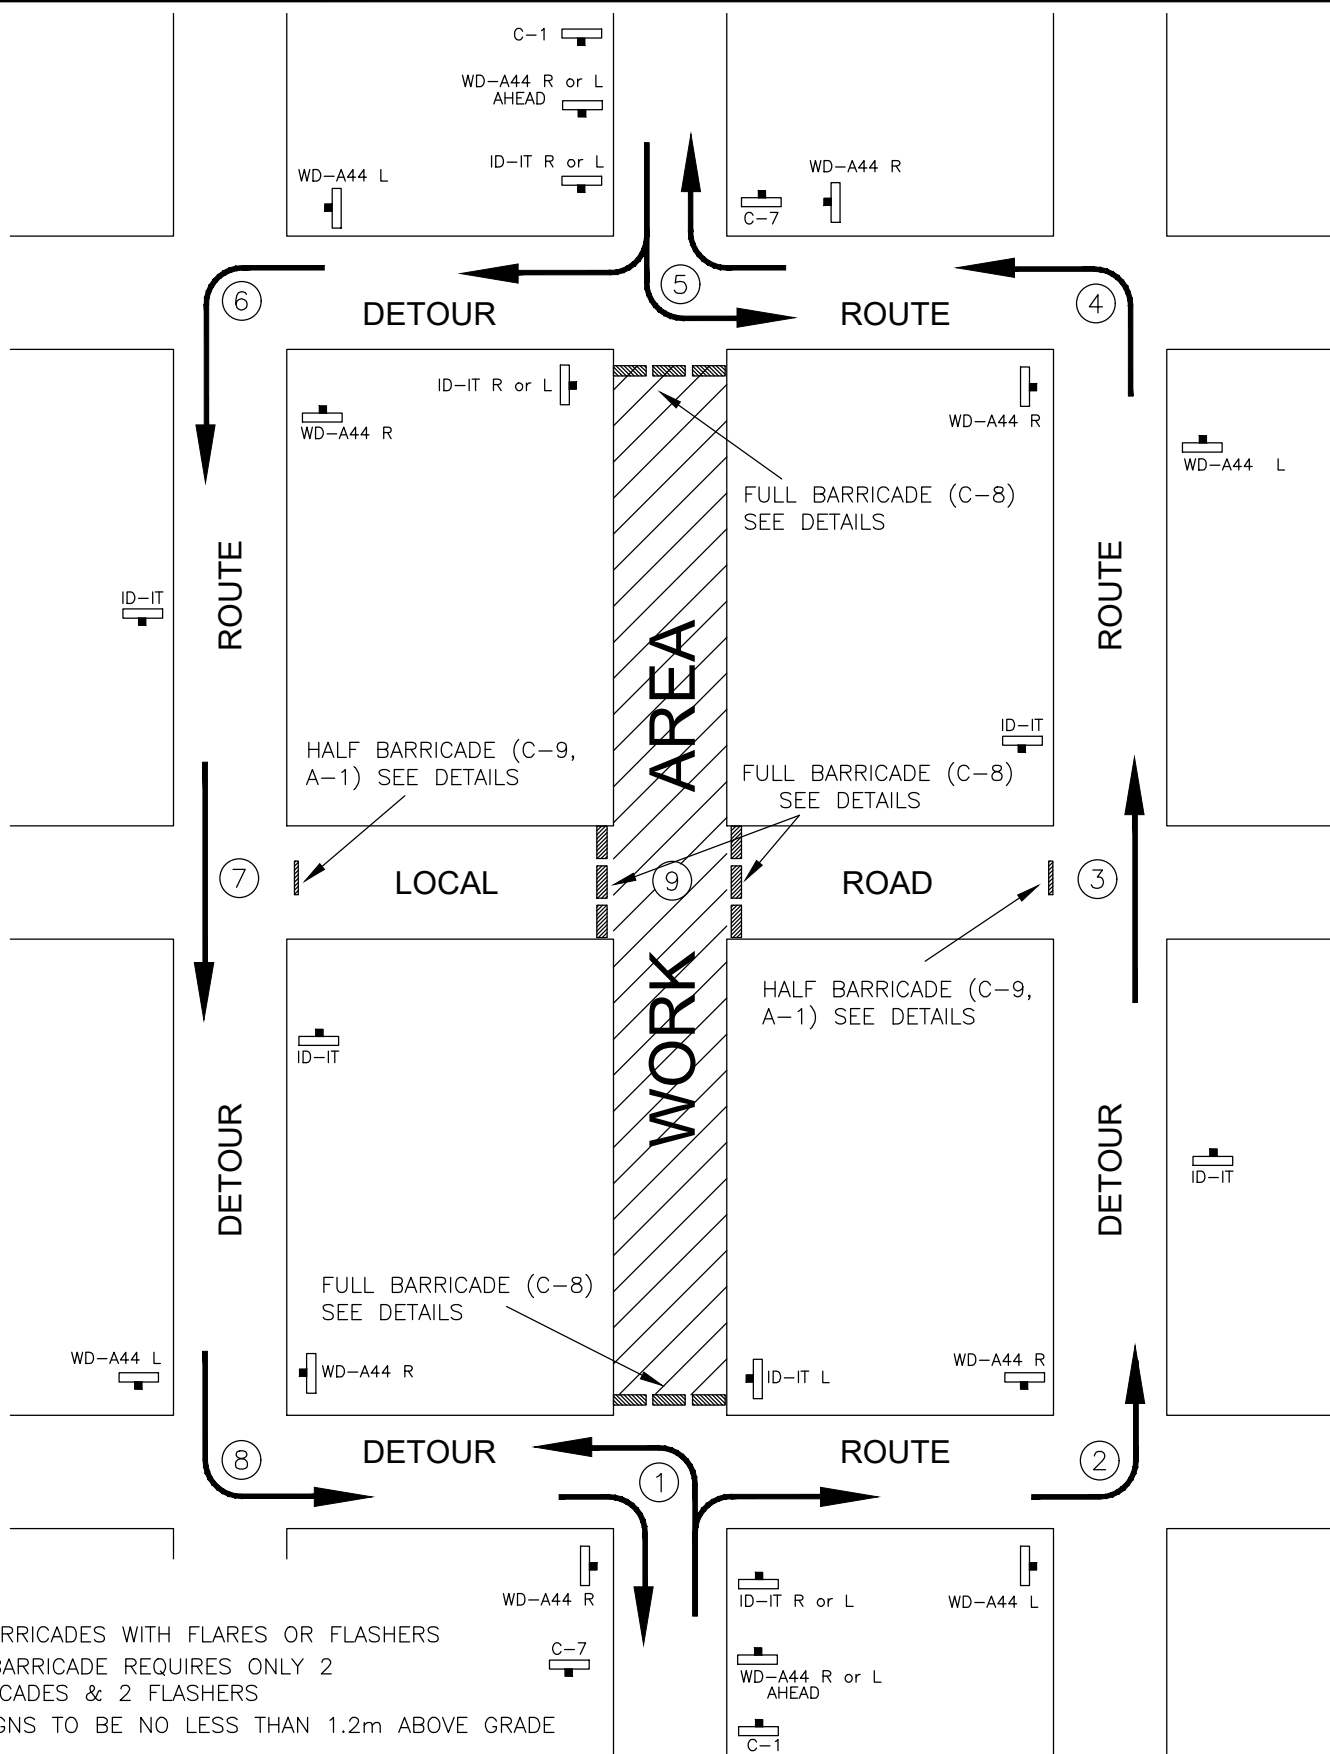 C-1
WD-A44 R or L
AHEAD
ID-IT R or L
WD-A44 L
WD-A44 R
C-7
6
5
4
DETOUR
ROUTE
ID-IT R or L
WD-A44 R
WD-A44 R
WD-A44 L
FULL BARRICADE (C-8)
SEE DETAILS
ROUTE
ROUTE
ID-IT
AREA
ID-IT
HALF BARRICADE (C-9,
A-1) SEE DETAILS
FULL BARRICADE (C-8)
SEE DETAILS
7
LOCAL
9
ROAD
3
WORK
HALF BARRICADE (C-9,
A-1) SEE DETAILS
ID-IT
DETOUR
DETOUR
ID-IT
FULL BARRICADE (C-8)
SEE DETAILS
WD-A44 L
WD-A44 R
ID-IT L
WD-A44 R
8
DETOUR
1
ROUTE
2
WD-A44 R
ID-IT R or L
WD-A44 L
C-7
WD-A44 R or L
AHEAD
C-1
WITH FLARES OR FLASHERS
BARRICADE REQUIRES ONLY 2
& 2 FLASHERS
TO BE NO LESS THAN 1.2m ABOVE GRADE